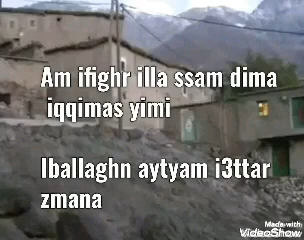 Am ifighr illa ssam dima
iqqimas yimi
Iballaghn aytyam i3ttar
zmana
Made with
VideoShow